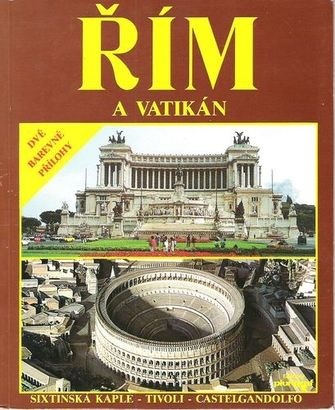 ŘÍM
A VATIKÁN
DVĚ
BAREVNÉ
PŘÍLOHY
SIXTINSKÁ KAPLE - TIVOLI - CASTELGANDOLFO